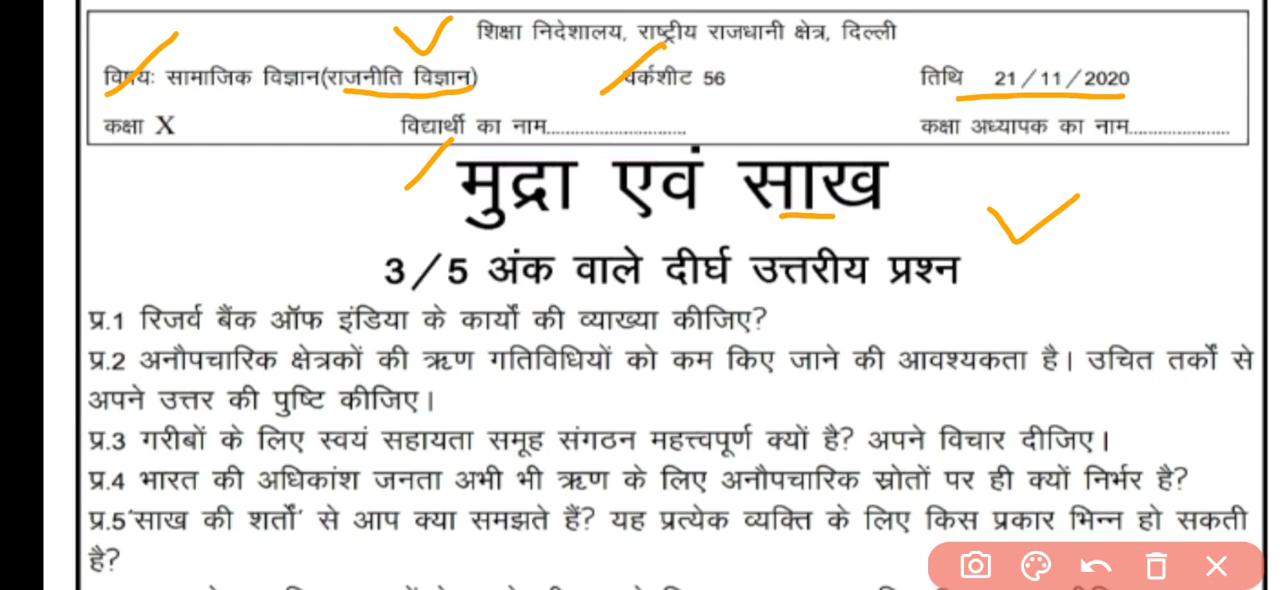 शिक्षा निदेशालय, राष्ट्रीय राजधानी क्षेत्र, दिल्ली
विषयः सामाजिक विज्ञान(राजनीति विज्ञान) वर्कशीट 56 तिथि 21/11/2020
कक्षा X विद्यार्थी का नाम.............................. कक्षा अध्यापक का नाम......................
मुद्रा एवं साख
3/5 अंक वाले दीर्घ उत्तरीय प्रश्न
प्र.1 रिजर्व बैंक ऑफ इंडिया के कार्यों की व्याख्या कीजिए?
प्र.2 अनौपचारिक क्षेत्रकों की ऋण गतिविधियों को कम किए जाने की आवश्यकता है। उचित तर्कों से
अपने उत्तर की पुष्टि कीजिए।
प्र.3 गरीबों के लिए स्वयं सहायता समूह संगठन महत्त्वपूर्ण क्यों है? अपने विचार दीजिए।
प्र.4 भारत की अधिकांश जनता अभी भी ऋण के लिए अनौपचारिक स्रोतों पर ही क्यों निर्भर है?
प्र.5'साख की शर्तों' से आप क्या समझते हैं? यह प्रत्येक व्यक्ति के लिए किस प्रकार भिन्न हो सकती
है?